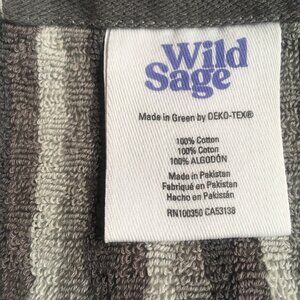 Wild
Sage
Made in Green by OEKO-TEX®
100% Cotton
100% Coton
100% ALGODÓN
Made in Pakistan
Fabriqué en Pakistan
Hecho en Pakissán
RN100350 CA53138